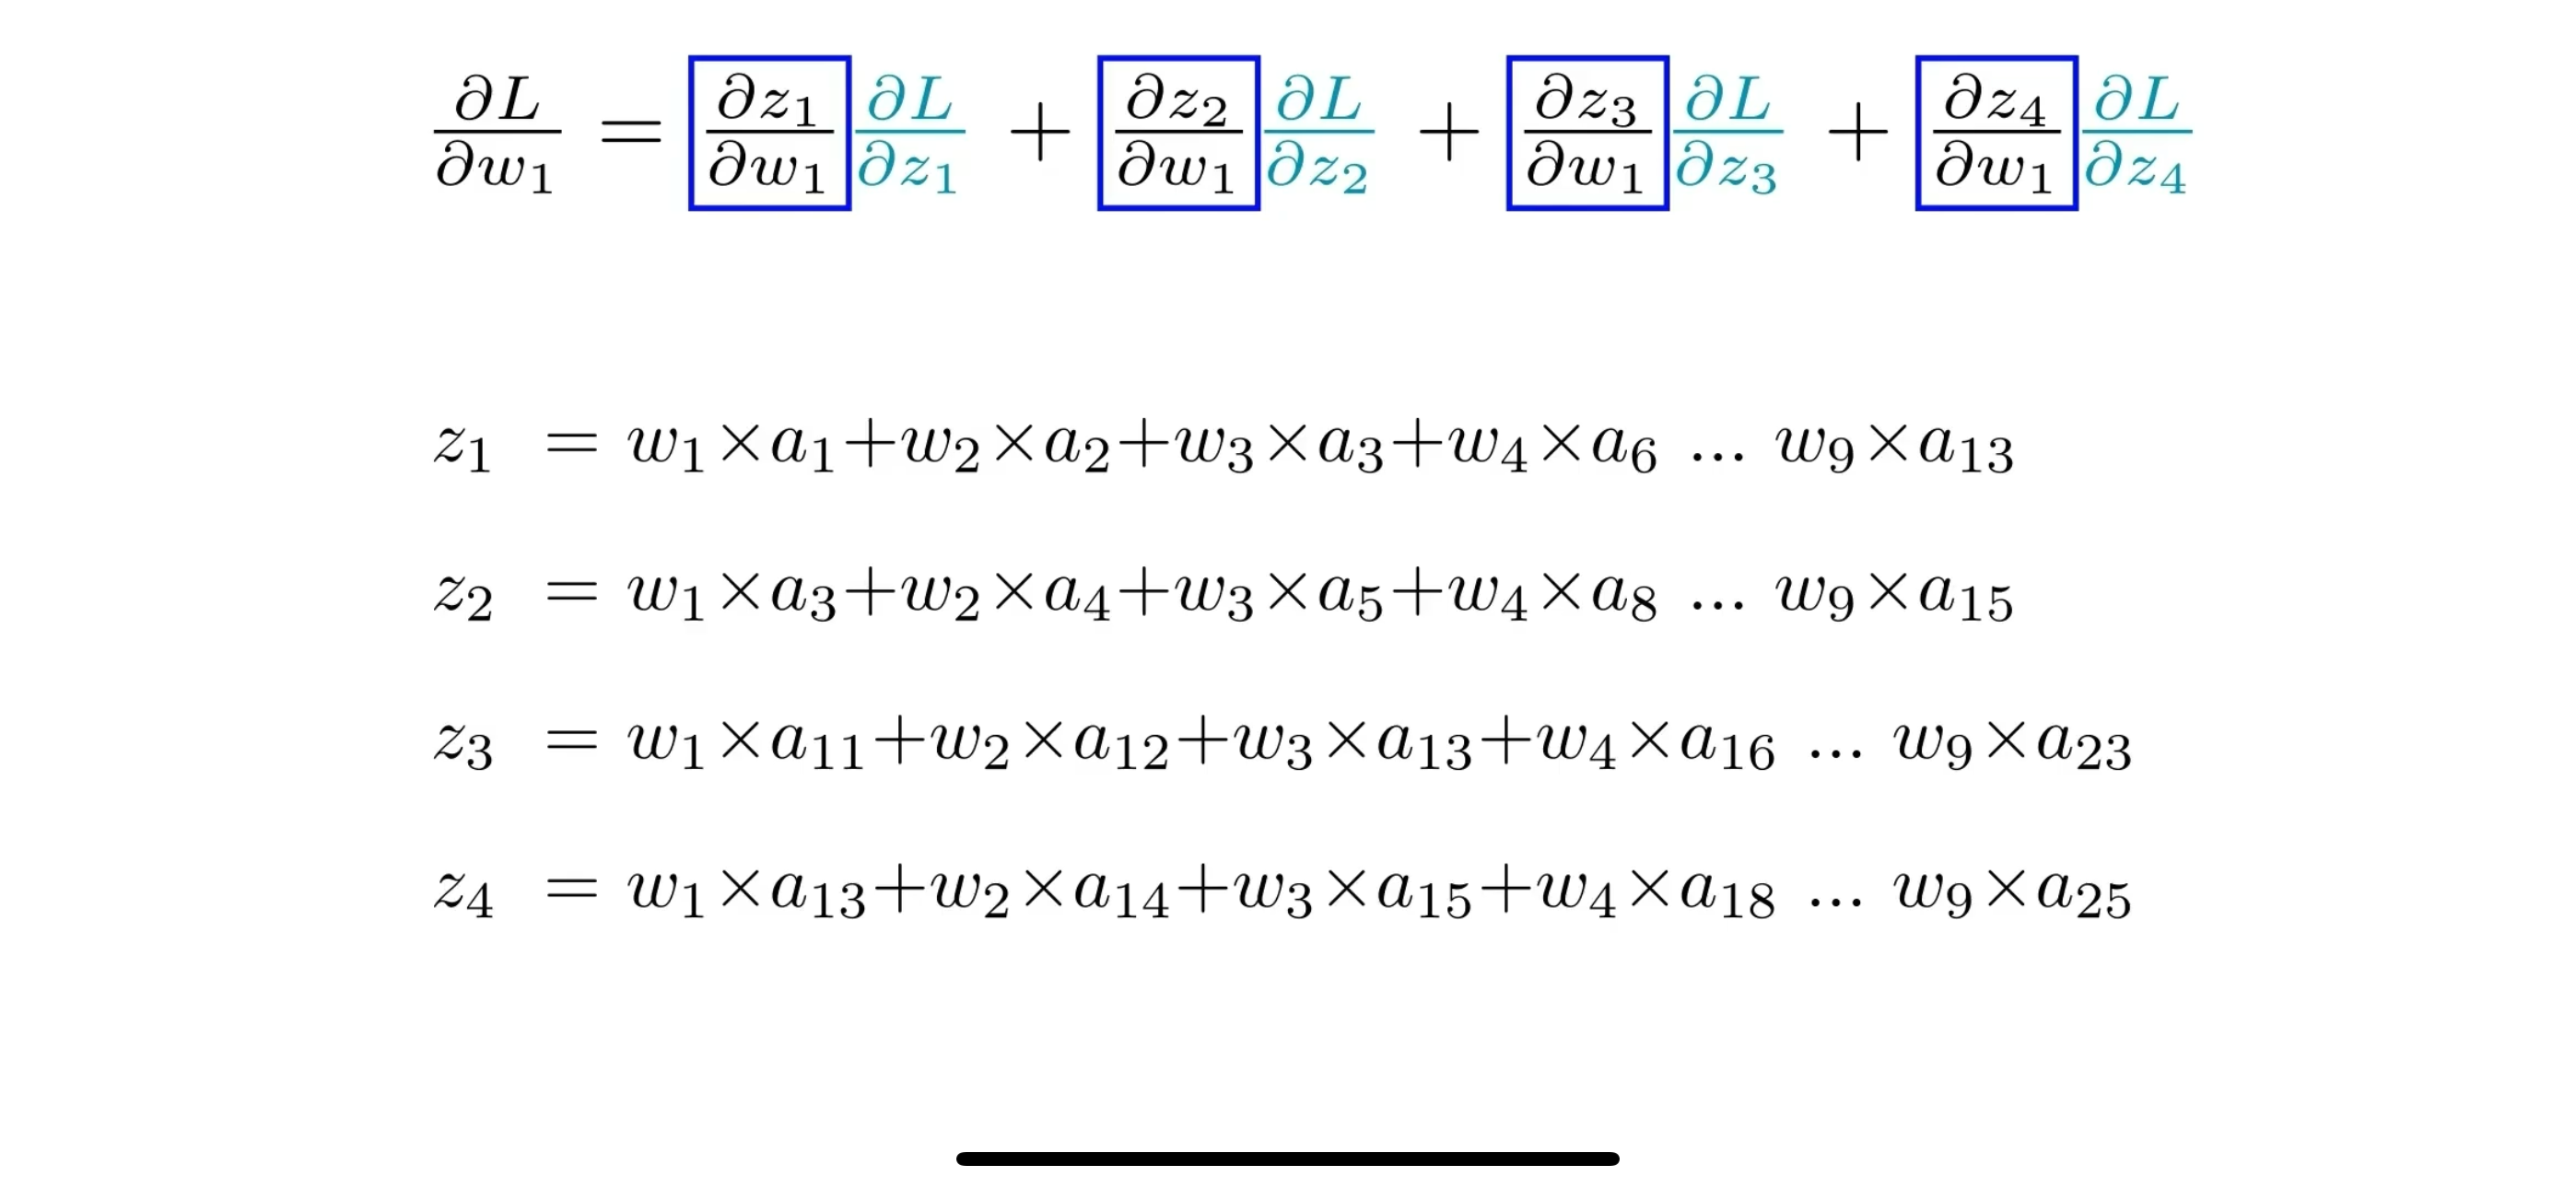 ∂L/∂w₁ = ∂z₁/∂w₁ ∂L/∂z₁ + ∂z₂/∂w₁ ∂L/∂z₂ + ∂z₃/∂w₁ ∂L/∂z₃ + ∂z₄/∂w₁ ∂L/∂z₄
z₁ = w₁×a₁+w₂×a₂+w₃×a₃+w₄×a₆ ... w₉×a₁₃
z₂ = w₁×a₃+w₂×a₄+w₃×a₅+w₄×a₈ ... w₉×a₁₅
z₃ = w₁×a₁₁+w₂×a₁₂+w₃×a₁₃+w₄×a₁₆ ... w₉×a₂₃
z₄ = w₁×a₁₃+w₂×a₁₄+w₃×a₁₅+w₄×a₁₈ ... w₉×a₂₅